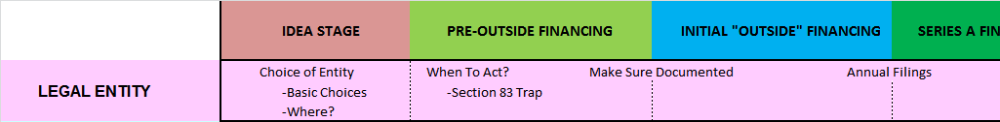 IDEA STAGE PRE-OUTSIDE FINANCING INITIAL "OUTSIDE" FINANCING SERIES A FIN
Choice of Entity When To Act? Make Sure Documented Annual Filings
LEGAL ENTITY -Basic Choices -Section 83 Trap
-Where?